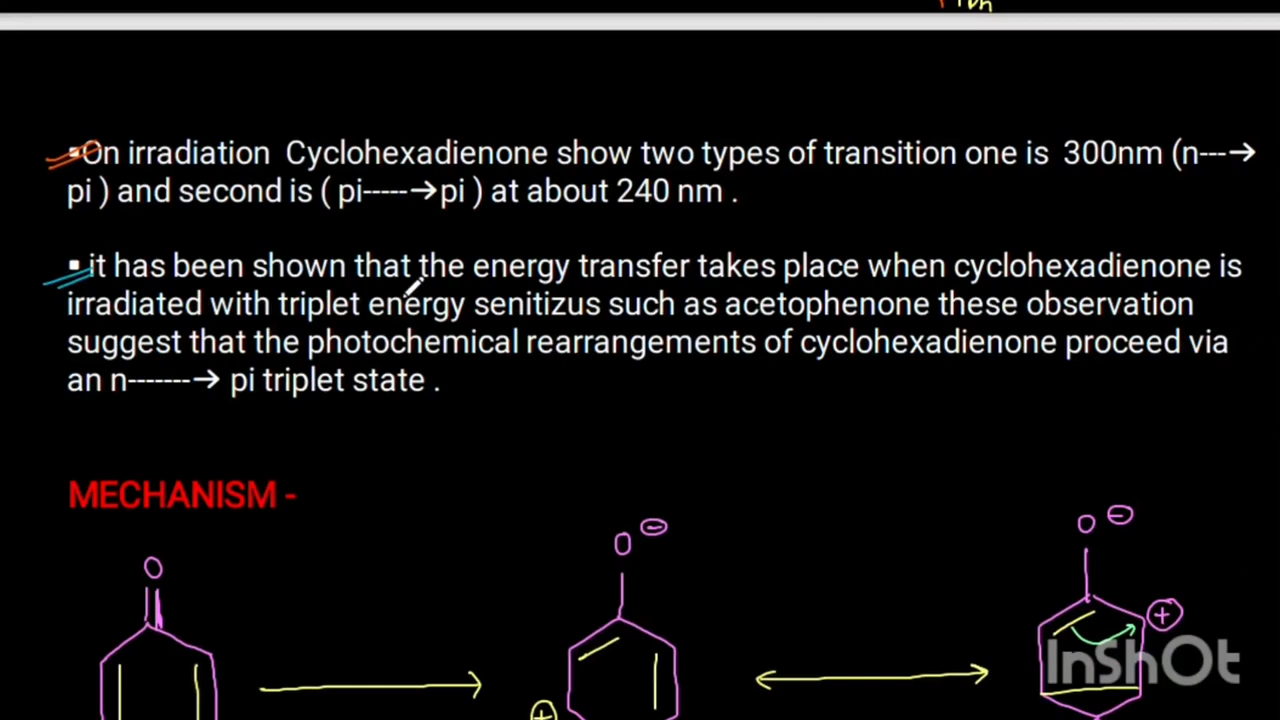 ▪On irradiation Cyclohexadienone show two types of transition one is 300nm (n---→
pi ) and second is ( pi-----→pi ) at about 240 nm .
▪ it has been shown that the energy transfer takes place when cyclohexadienone is
irradiated with triplet energy senitizus such as acetophenone these observation
suggest that the photochemical rearrangements of cyclohexadienone proceed via
an n-------→ pi triplet state .
MECHANISM -
O ⊖
O ⊖
O
⊕
InShOt
⊕